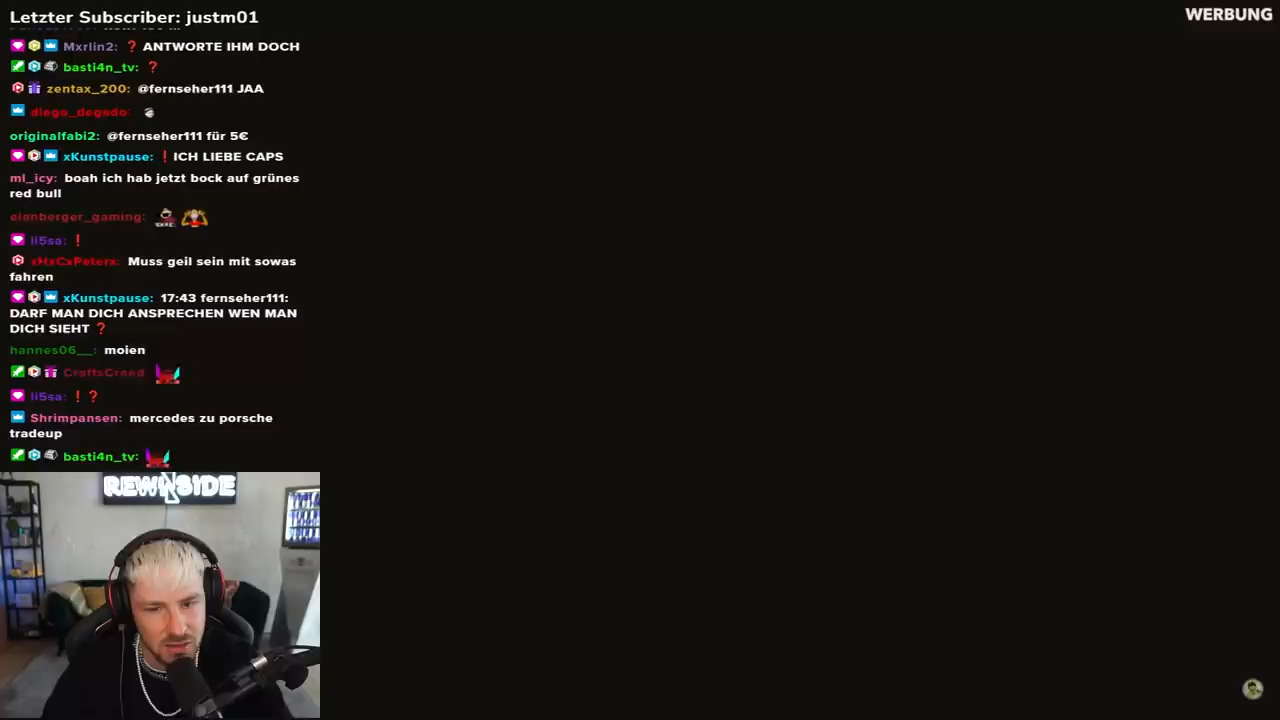 Letzter Subscriber: justm01
WERBUNG
Mxrlin2: ❓ ANTWORTE IHM DOCH
basti4n_tv: ❓
zentax_200: @fernseher111 JAA
diego_degado:
originalfabi2: @fernseher111 für 5€
xKunstpause: ❗ ICH LIEBE CAPS
ml_icy: boah ich hab jetzt bock auf grünes
red bull
elanberger_gaming:
li5sa: ❗
xHxCxPeterx: Muss geil sein mit sowas
fahren
xKunstpause: 17:43 fernseher111:
DARF MAN DICH ANSPRECHEN WEN MAN
DICH SIEHT ❓
hannes06__: moien
CraftsCreed
li5sa: ❗❓
Shrimpansen: mercedes zu porsche
tradeup
basti4n_tv:
REWINSIDE